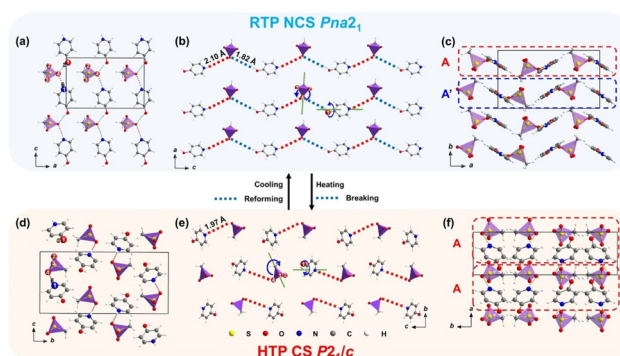 RTP NCS Pna2₁
(a)
(b)
(c)
2.10 Å
1.82 Å
A
A'
c
a
a
c
b
a
Cooling
Heating
Reforming
Breaking
(d)
(e)
(f)
1.97 Å
A
A
c
b
S O N C H
b
c
a
b
HTP CS P2₁/c